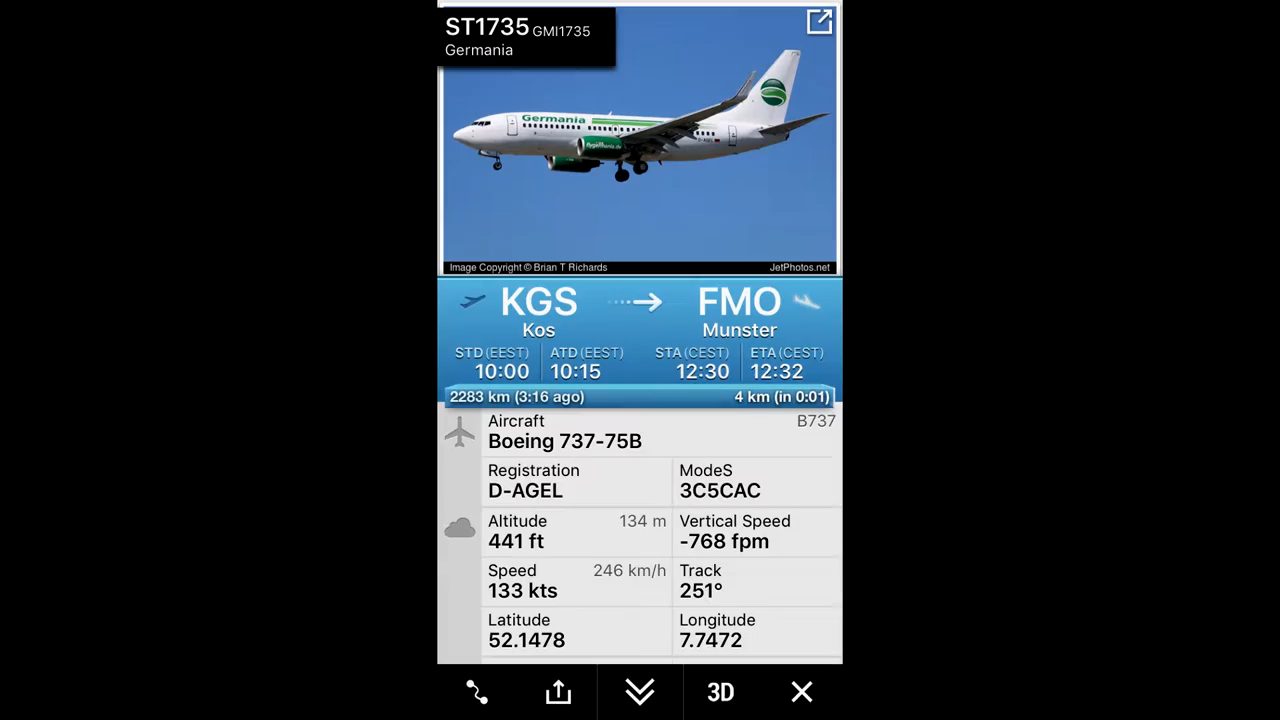 ST1735 GMI1735
Germania
Germania
Image Copyright © Brian T Richards JetPhotos.net
KGS FMO
Kos Munster
STD (EEST) ATD (EEST) STA (CEST) ETA (CEST)
10:00 10:15 12:30 12:32
2283 km (3:16 ago) 4 km (in 0:01)
Aircraft B737
Boeing 737-75B
Registration ModeS
D-AGEL 3C5CAC
Altitude 134 m Vertical Speed
441 ft -768 fpm
Speed 246 km/h Track
133 kts 251°
Latitude Longitude
52.1478 7.7472
3D